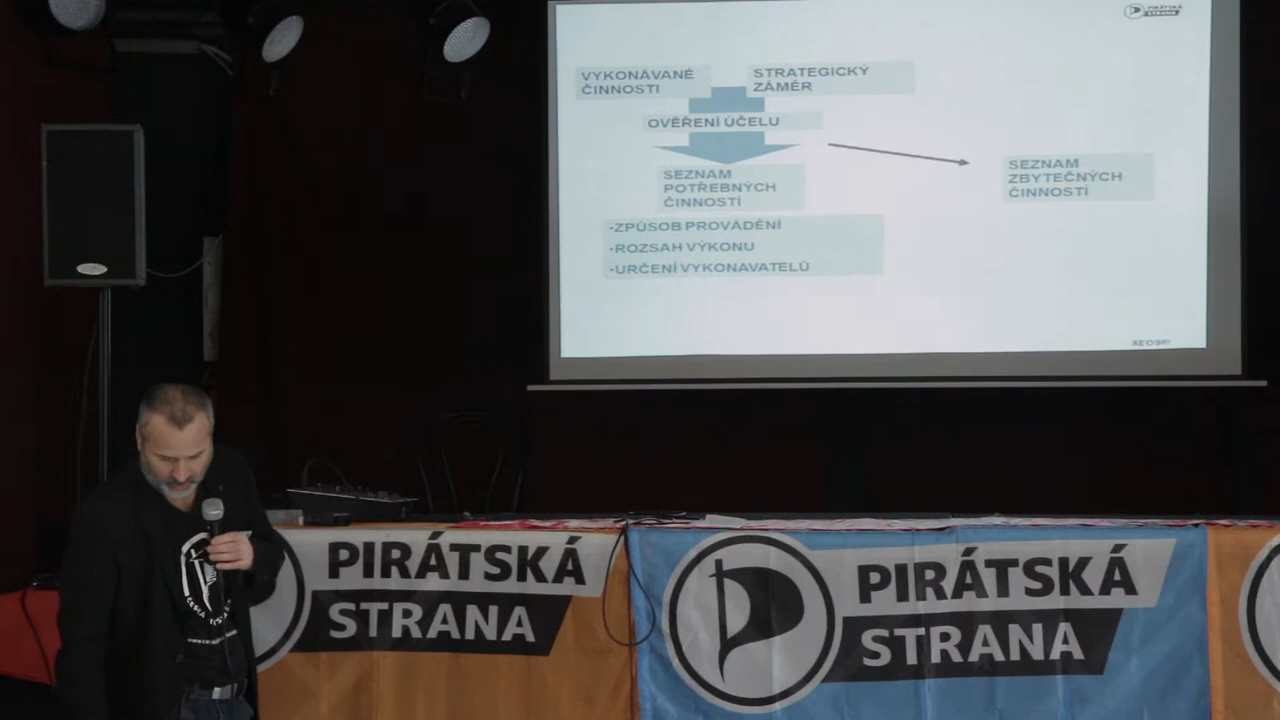 PIRÁTSKÁ
STRANA
VYKONÁVANÉ
ČINNOSTI
STRATEGICKÝ
ZÁMĚR
OVĚŘENÍ ÚČELU
SEZNAM
POTŘEBNÝCH
ČINNOSTÍ
SEZNAM
ZBYTEČNÝCH
ČINNOSTÍ
•ZPŮSOB PROVÁDĚNÍ
•ROZSAH VÝKONU
•URČENÍ VYKONAVATELŮ
PIRÁTSKÁ
STRANA
PIRÁTSKÁ
STRANA